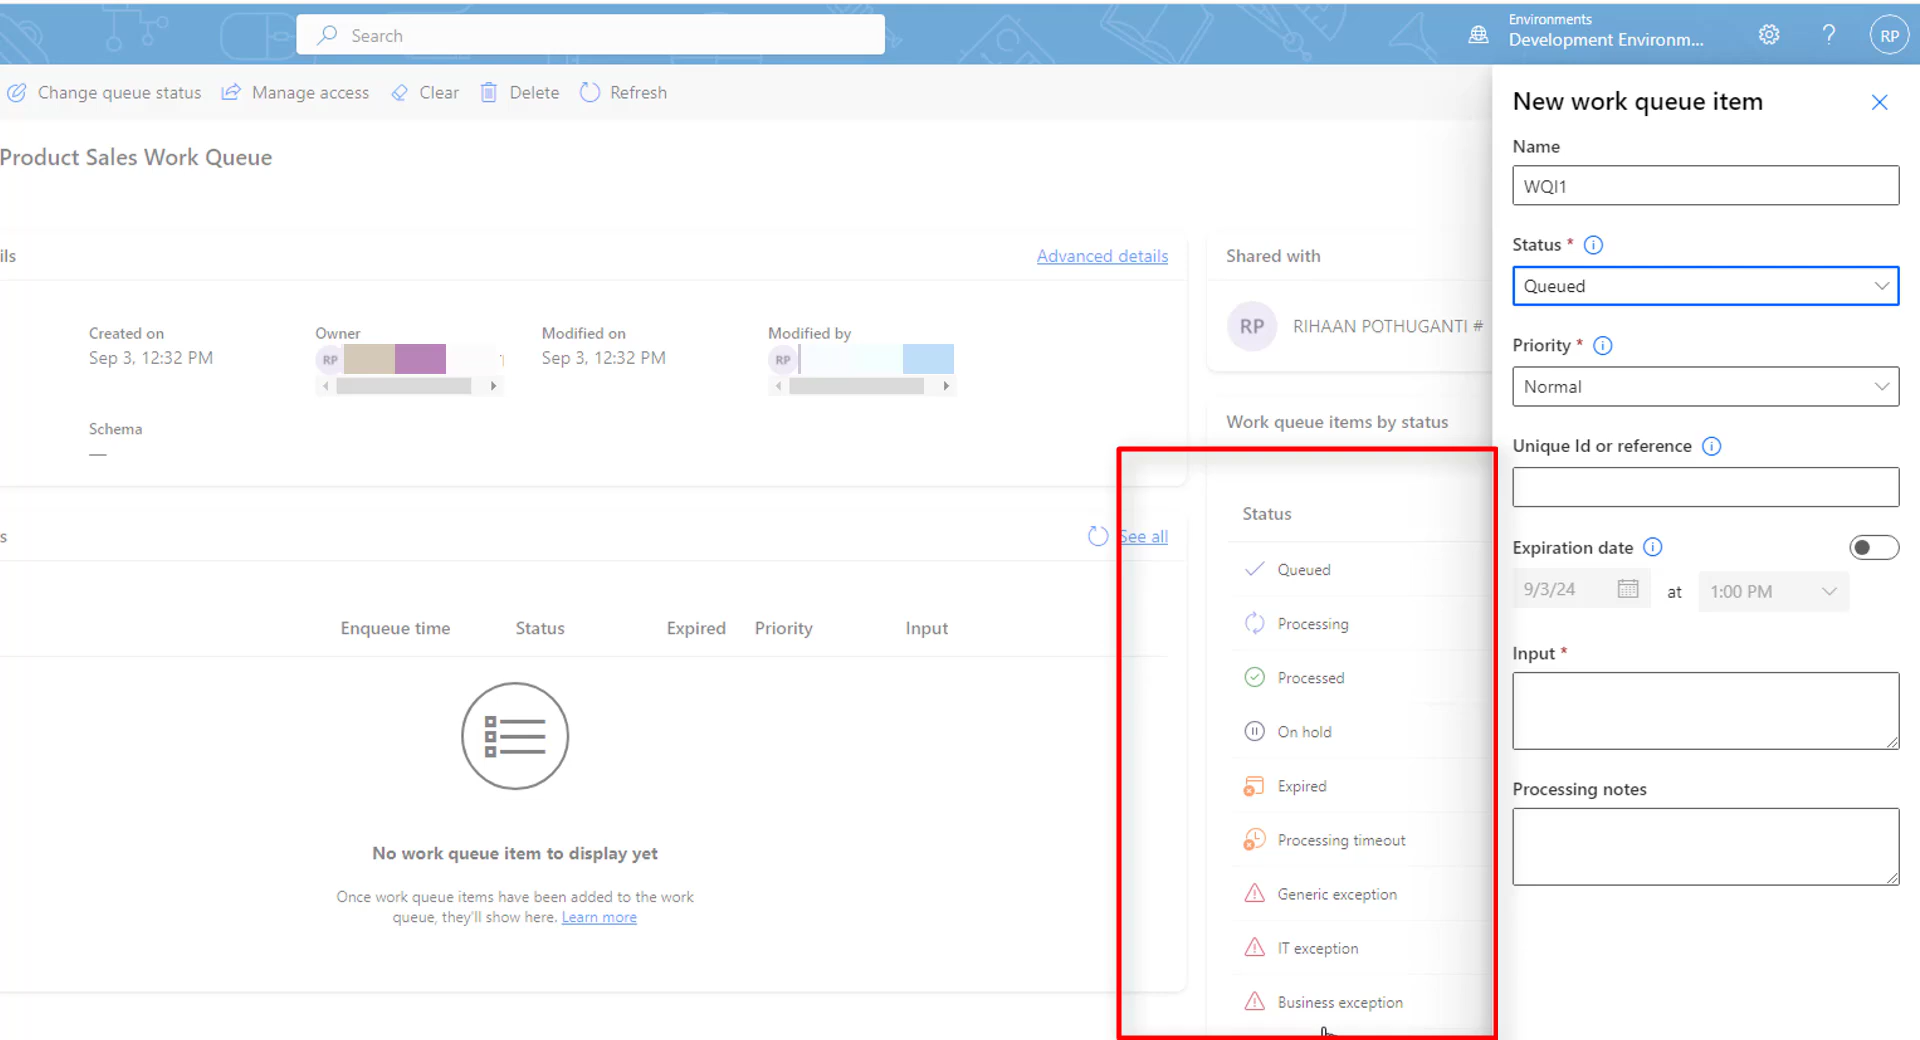 Search
Environments
Development Environm...
RP
Change queue status
Manage access
Clear
Delete
Refresh
Product Sales Work Queue
ils
Advanced details
Created on
Sep 3, 12:32 PM
Owner
RP
Modified on
Sep 3, 12:32 PM
Modified by
RP
Schema
—
s
See all
Enqueue time
Status
Expired
Priority
Input
No work queue item to display yet
Once work queue items have been added to the work
queue, they'll show here. Learn more
Shared with
RP
RIHAAN POTHUGANTI #
Work queue items by status
Status
Queued
Processing
Processed
On hold
Expired
Processing timeout
Generic exception
IT exception
Business exception
New work queue item
Name
WQI1
Status *
Queued
Priority *
Normal
Unique Id or reference
Expiration date
9/3/24
at
1:00 PM
Input *
Processing notes